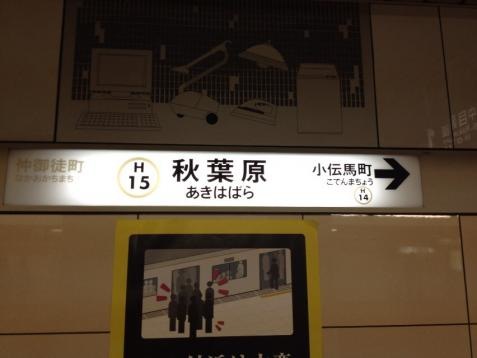 仲御徒町
なかおかちまち
H
15
秋葉原
あきはばら
小伝馬町
こでんまちょう
H
14